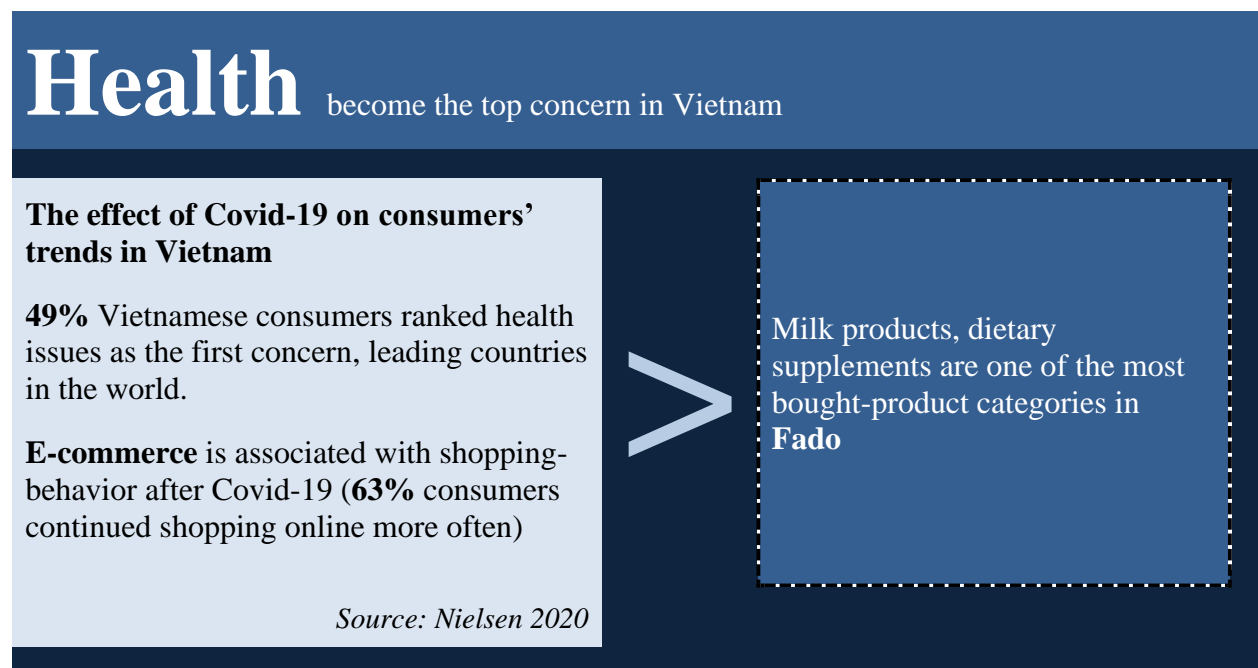 Health become the top concern in Vietnam
The effect of Covid-19 on consumers’
trends in Vietnam
49% Vietnamese consumers ranked health
issues as the first concern, leading countries
in the world.
E-commerce is associated with shopping-
behavior after Covid-19 (63% consumers
continued shopping online more often)
Source: Nielsen 2020
>
Milk products, dietary
supplements are one of the most
bought-product categories in
Fado